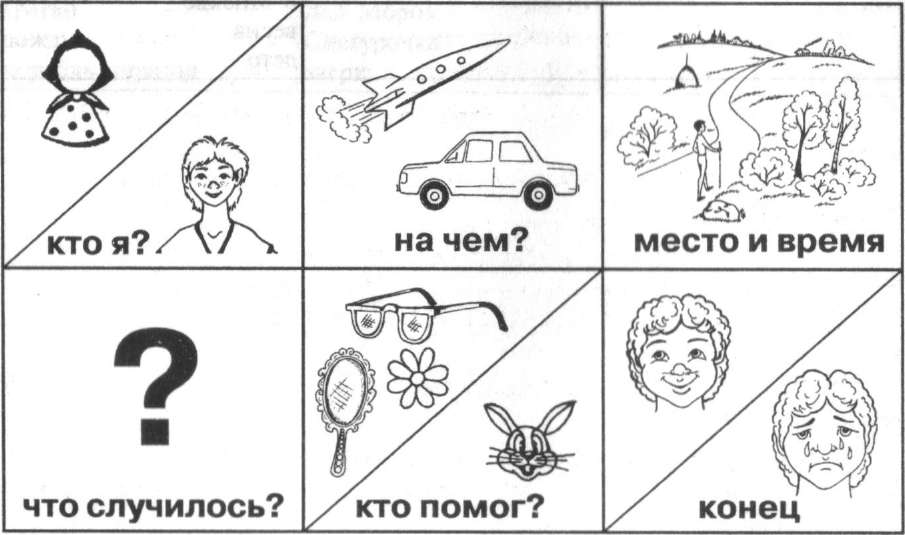 кто я?
на чем?
место и время
?
что случилось?
кто помог?
конец